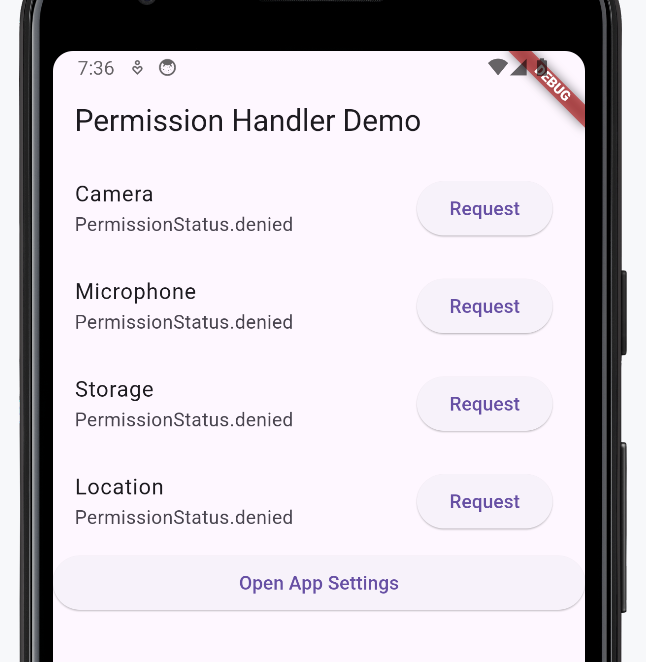 7:36
DEBUG
Permission Handler Demo
Camera
PermissionStatus.denied
Request
Microphone
PermissionStatus.denied
Request
Storage
PermissionStatus.denied
Request
Location
PermissionStatus.denied
Request
Open App Settings